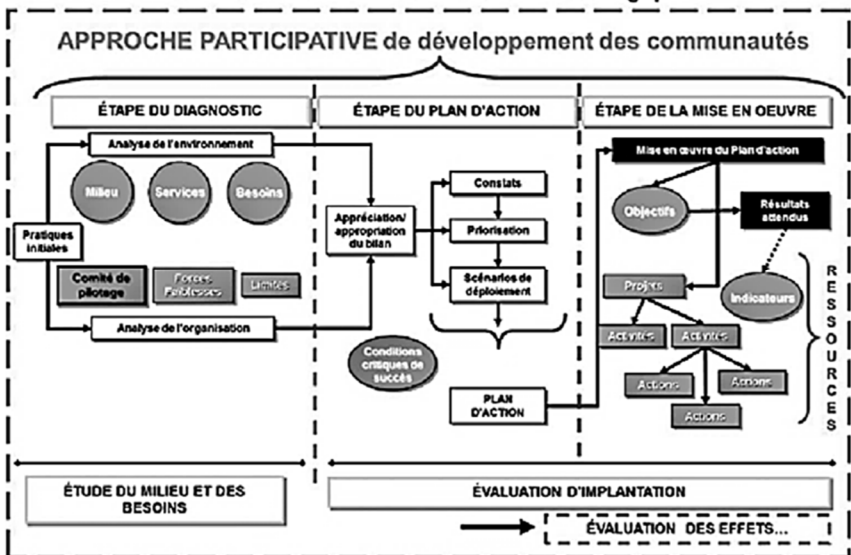 APPROCHE PARTICIPATIVE de développement des communautés
ÉTAPE DU DIAGNOSTIC
ÉTAPE DU PLAN D'ACTION
ÉTAPE DE LA MISE EN OEUVRE
Analyse de l'environnement
Milieu
Services
Besoins
Pratiques
initiales
Comité de
pilotage
Forces
Faiblesses
Limites
Analyse de l'organisation
Appréciation/
appropriation
du bilan
Constats
Priorisation
Scénarios de
déploiement
Conditions
critiques de
succès
PLAN
D'ACTION
Mise en œuvre du Plan d'action
Objectifs
Résultats
attendus
Projets
Indicateurs
Activités
Activités
Actions
Actions
Actions
RESSOURCES
ÉTUDE DU MILIEU ET DES
BESOINS
ÉVALUATION D'IMPLANTATION
ÉVALUATION DES EFFETS...